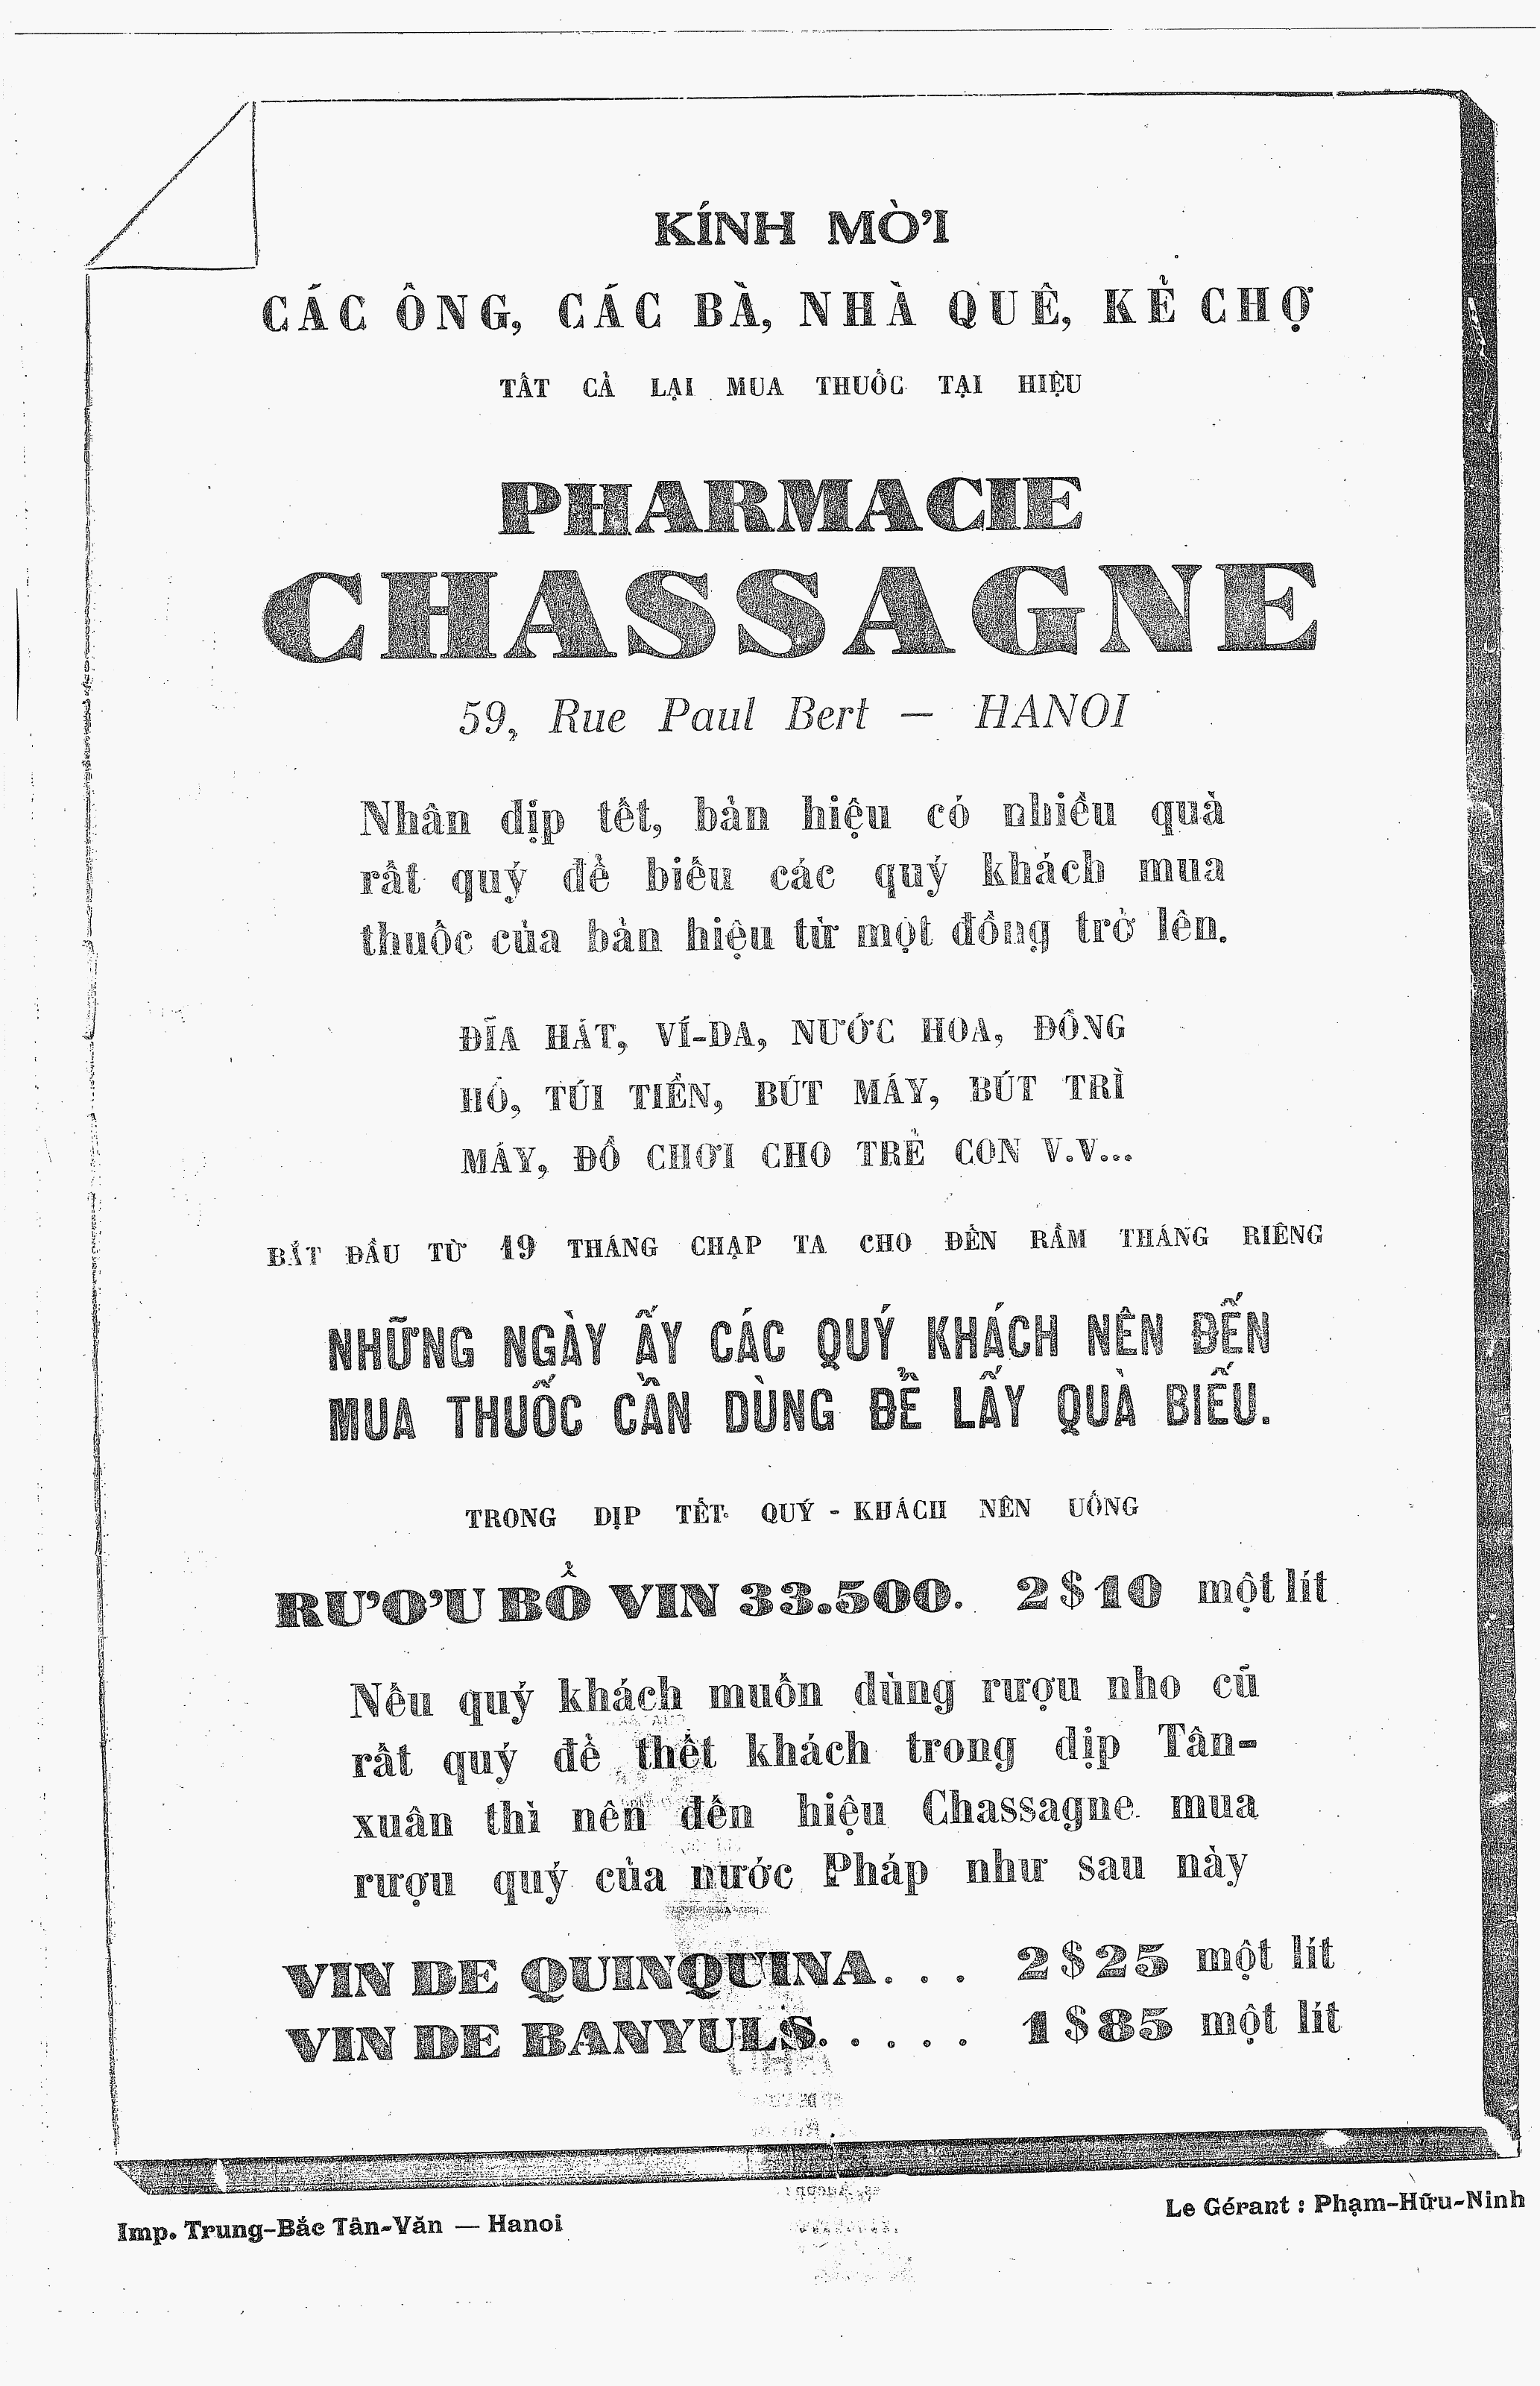 KÍNH MỜI
CÁC ÔNG, CÁC BÀ, NHÀ QUÊ, KẺ CHỢ
TẤT CẢ LẠI MUA THUỐC TẠI HIỆU
PHARMACIE
CHASSAGNE
59, Rue Paul Bert — HANOI
Nhân dịp tết, bản hiệu có nhiều quà
rất quý để biếu các quý khách mua
thuốc của bản hiệu từ một đồng trở lên.
ĐĨA HÁT, VÍ-DA, NƯỚC HOA, ĐỒNG
HỒ, TÚI TIỀN, BÚT MÁY, BÚT TRÌ
MÁY, ĐỒ CHƠI CHO TRẺ CON V.V...
BẮT ĐẦU TỪ 19 THÁNG CHẠP TA CHO ĐẾN RẰM THÁNG RIÊNG
NHỮNG NGÀY ẤY CÁC QUÝ KHÁCH NÊN ĐẾN
MUA THUỐC CẦN DÙNG ĐỂ LẤY QUÀ BIẾU.
TRONG DỊP TẾT QUÝ - KHÁCH NÊN UỐNG
RƯƠU BỔ VIN 33.500. 2$10 một lít
Nếu quý khách muốn dùng rượu nho cũ
rất quý để thết khách trong dịp Tân-
xuân thì nên đến hiệu Chassagne mua
rượu quý của nước Pháp như sau này
VIN DE QUINQUINA. . . 2$25 một lít
VIN DE BANYULS. . . . . 1$85 một lít
Imp. Trung-Bắc Tân-Văn — Hanoi
Le Gérant : Phạm-Hữu-Ninh